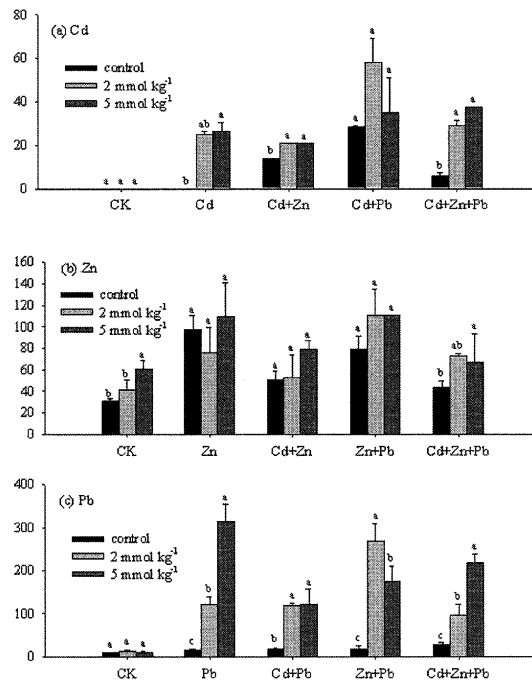 (a) Cd
control
2 mmol kg-1
5 mmol kg-1
80
60
40
20
0
a a a
b ab a
b a a
a a a
b a a
CK Cd Cd+Zn Cd+Pb Cd+Zn+Pb
(b) Zn
control
2 mmol kg-1
5 mmol kg-1
160
140
120
100
80
60
40
20
0
b b a
a a a
a a a
a a a
b ab a
CK Zn Cd+Zn Zn+Pb Cd+Zn+Pb
(c) Pb
control
2 mmol kg-1
5 mmol kg-1
400
300
200
100
0
a a a
c b a
b a a
c a b
c b a
CK Pb Cd+Pb Zn+Pb Cd+Zn+Pb